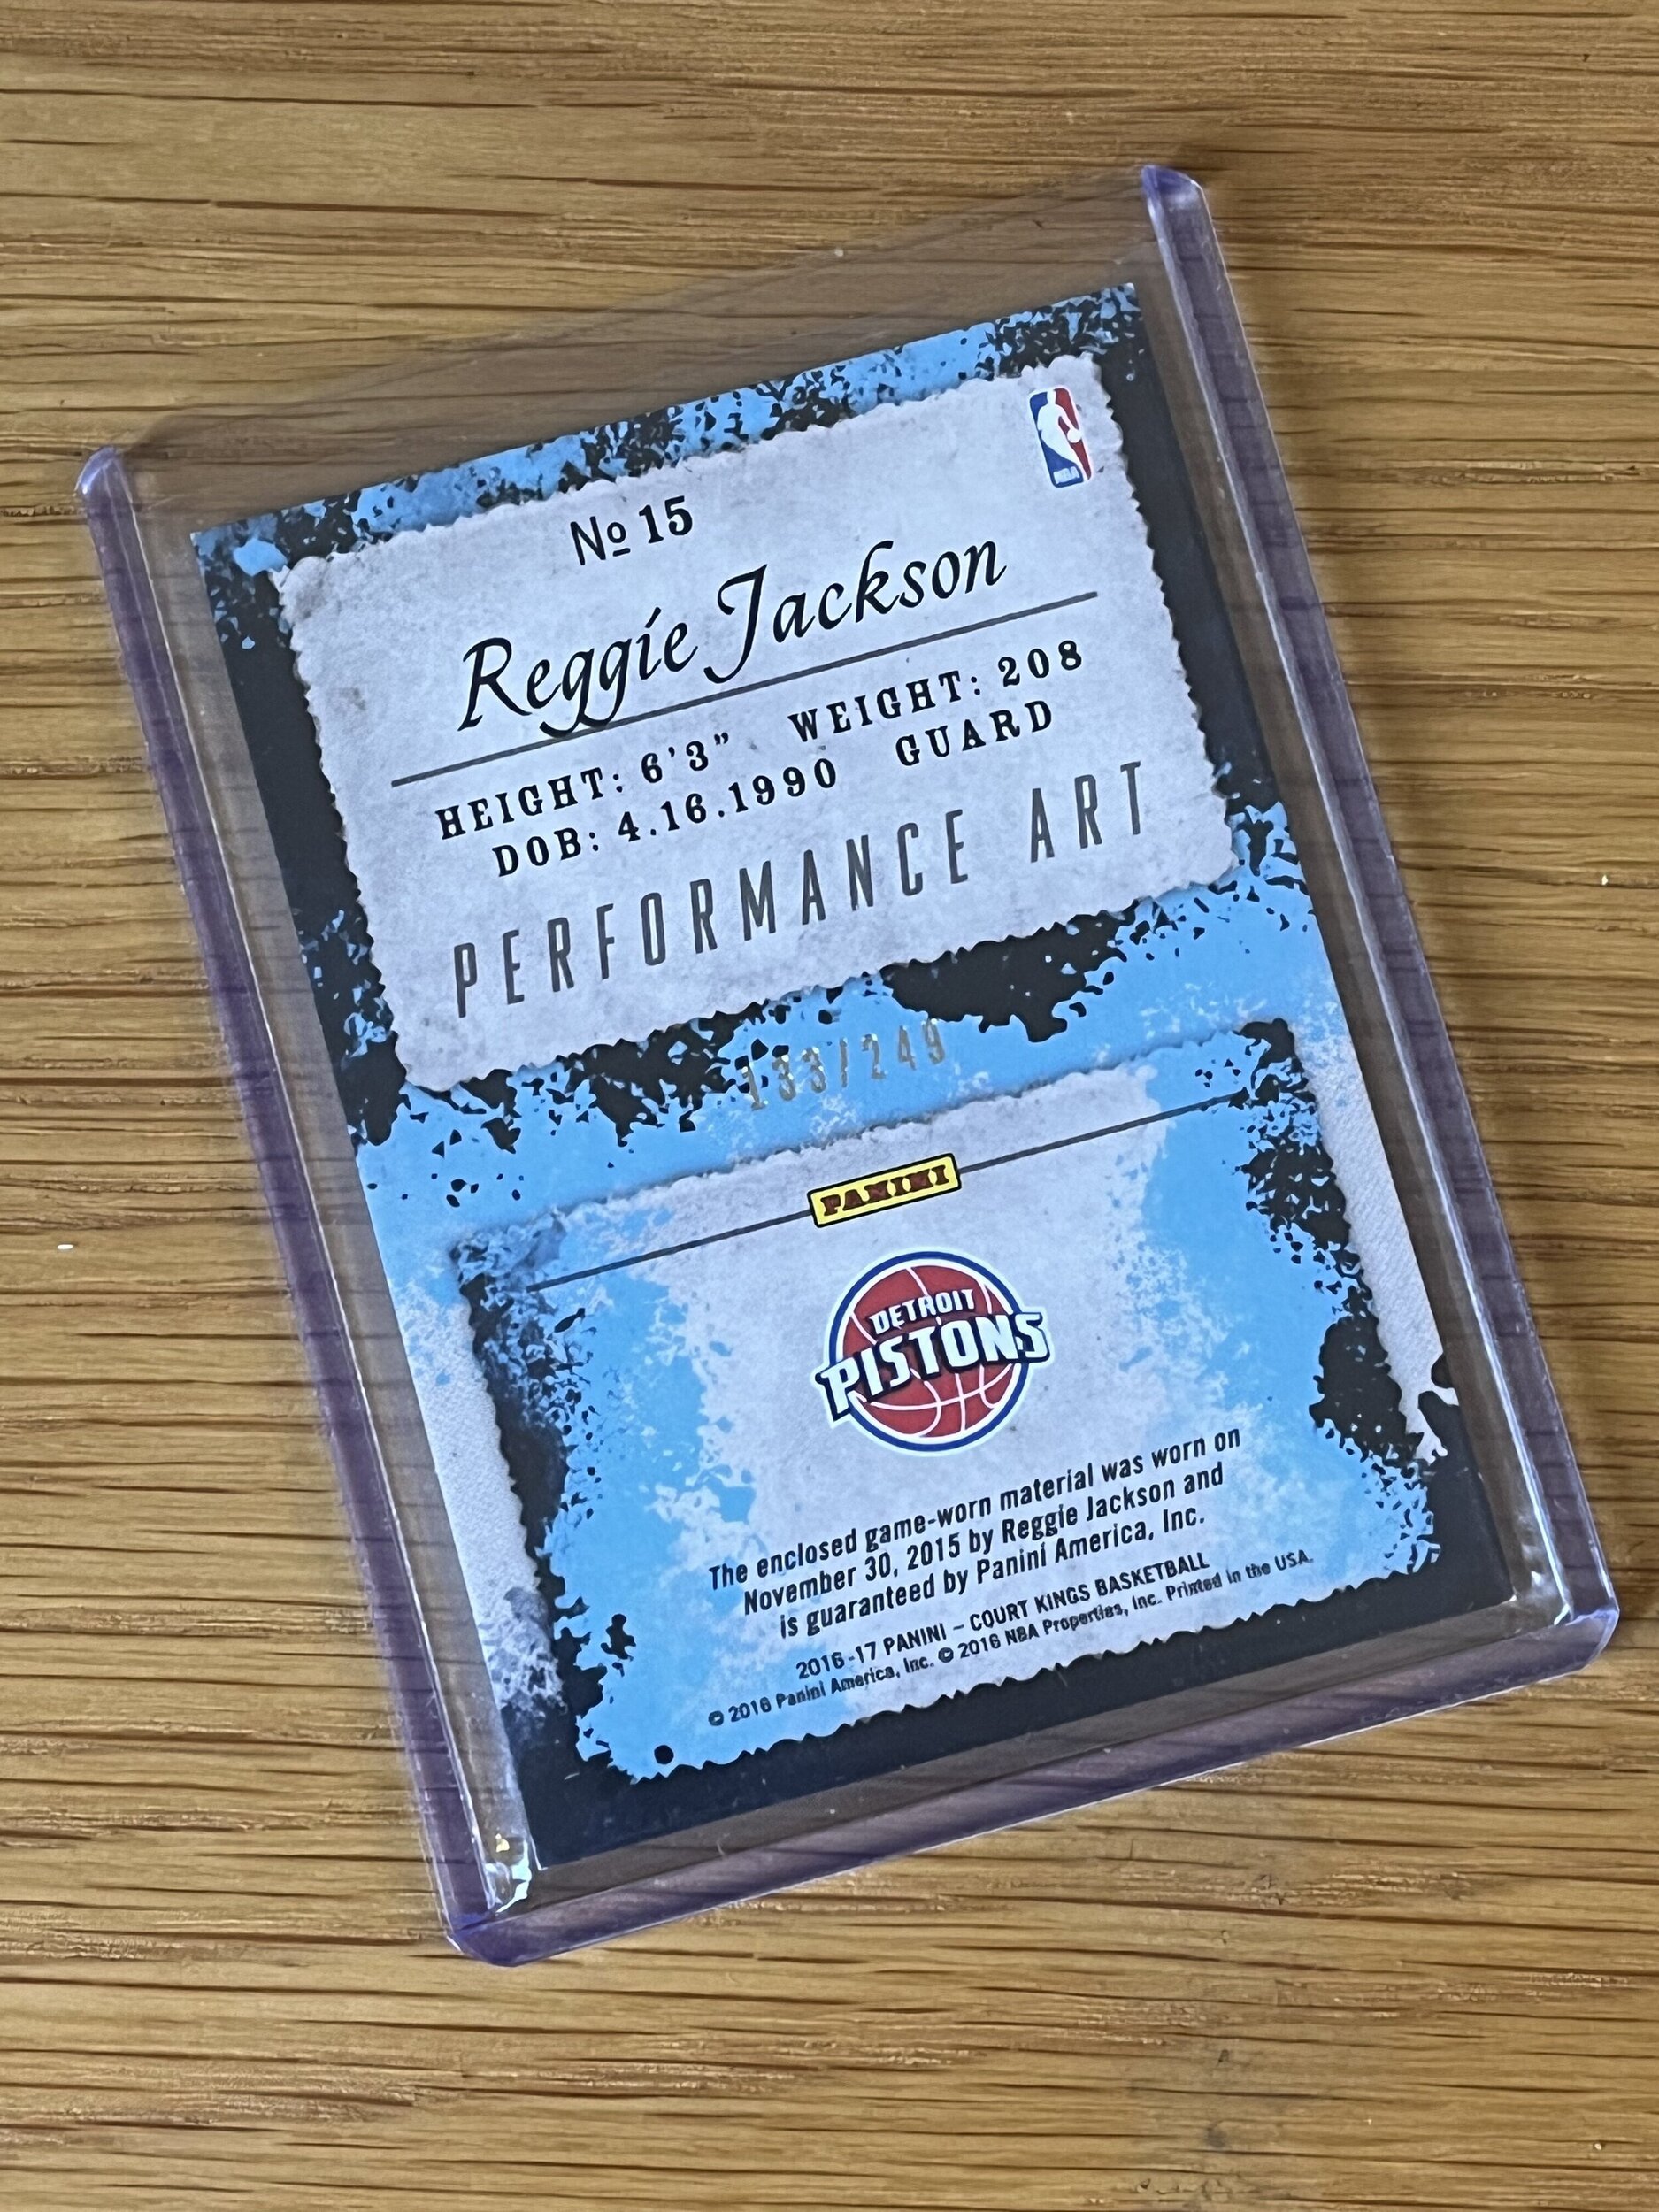 NBA
№ 15
Reggie Jackson
HEIGHT: 6'3" WEIGHT: 208
DOB: 4.16.1990 GUARD
PERFORMANCE ART
133/249
PANINI
DETROIT
PISTONS
The enclosed game-worn material was worn on
November 30, 2015 by Reggie Jackson and
is guaranteed by Panini America, Inc.
2016-17 PANINI – COURT KINGS BASKETBALL
© 2016 Panini America, Inc. © 2016 NBA Properties, Inc. Printed in the USA.